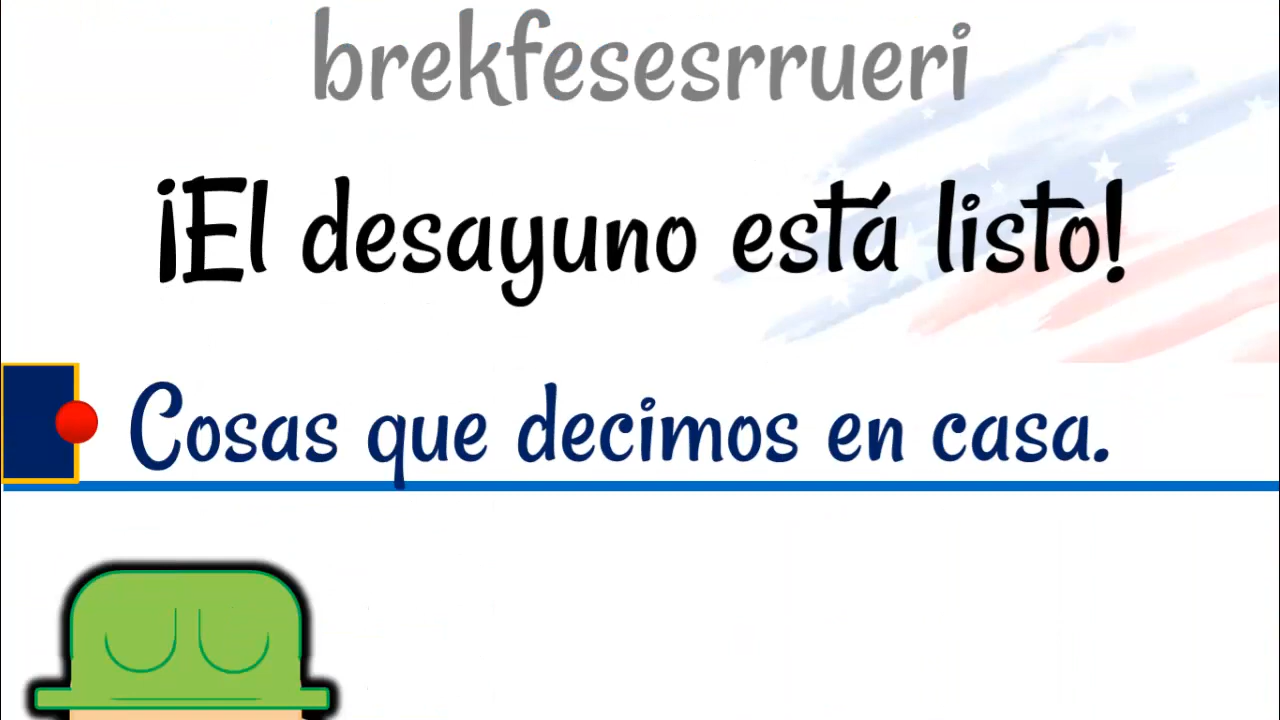 brekfesesrrueri
¡El desayuno está listo!
Cosas que decimos en casa.